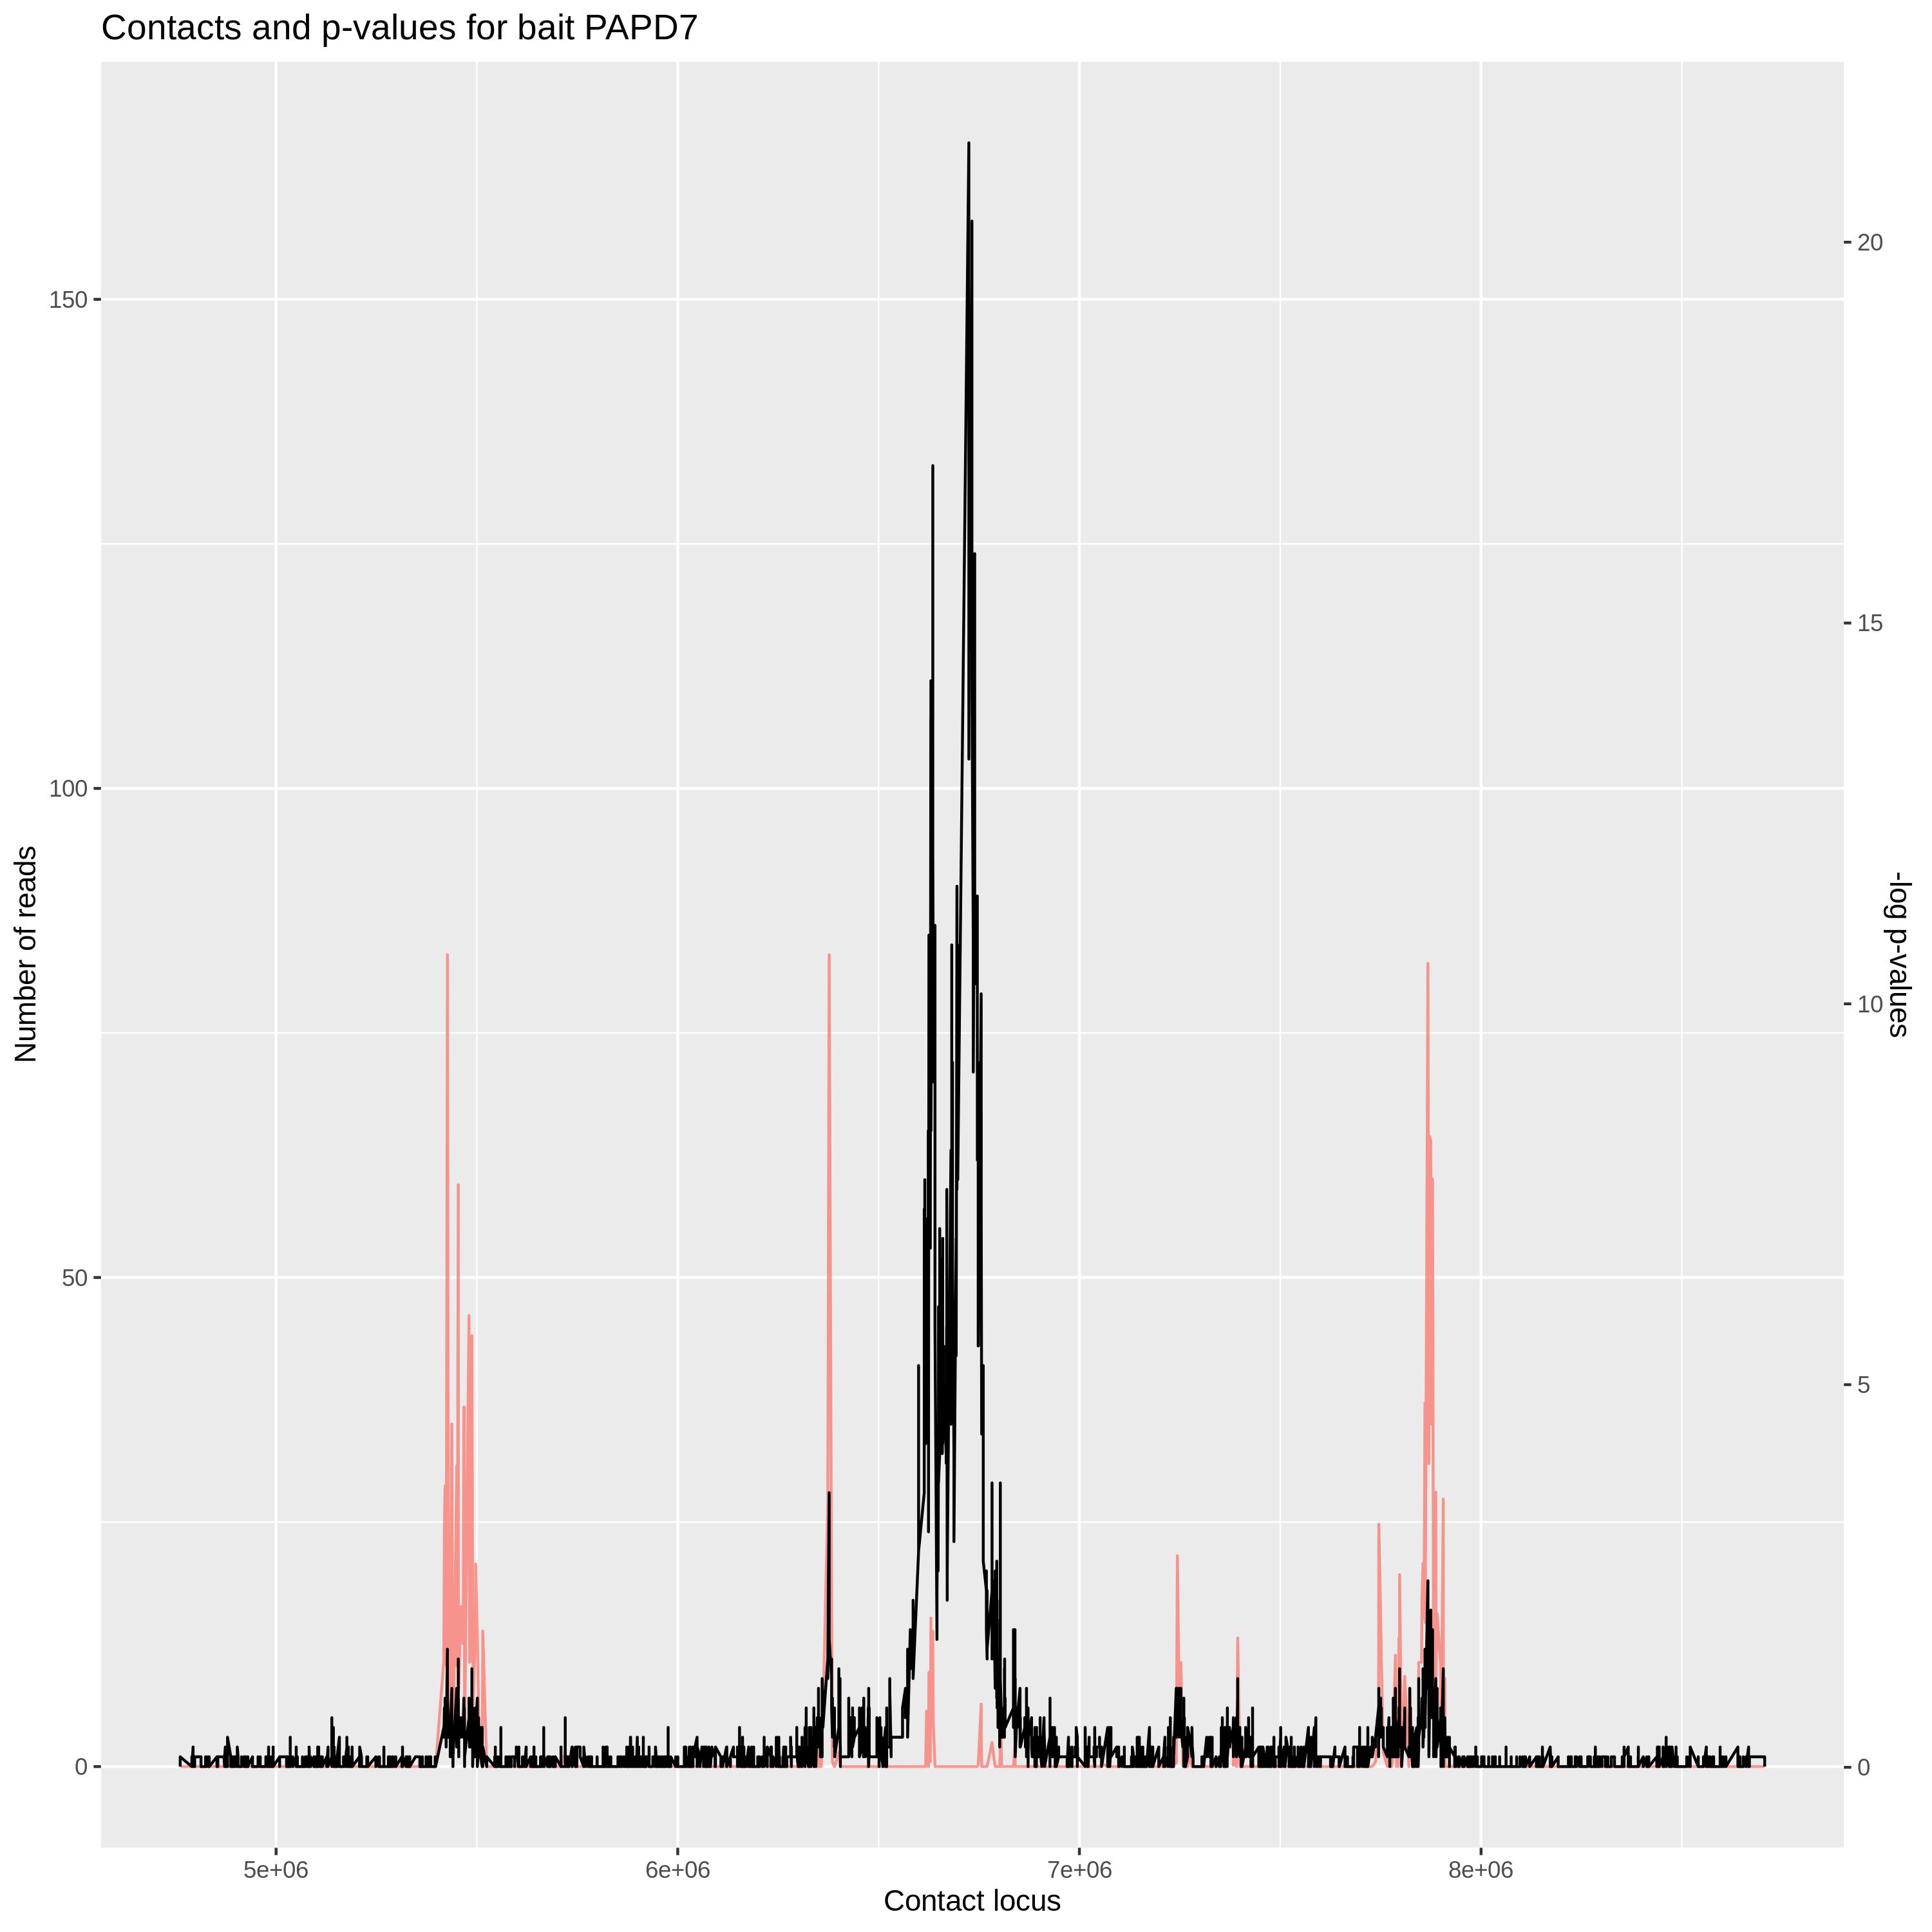 Contacts and p-values for bait PAPD7
Number of reads
150
100
50
0
20
15
10
5
0
-log p-values
5e+06
6e+06
7e+06
8e+06
Contact locus